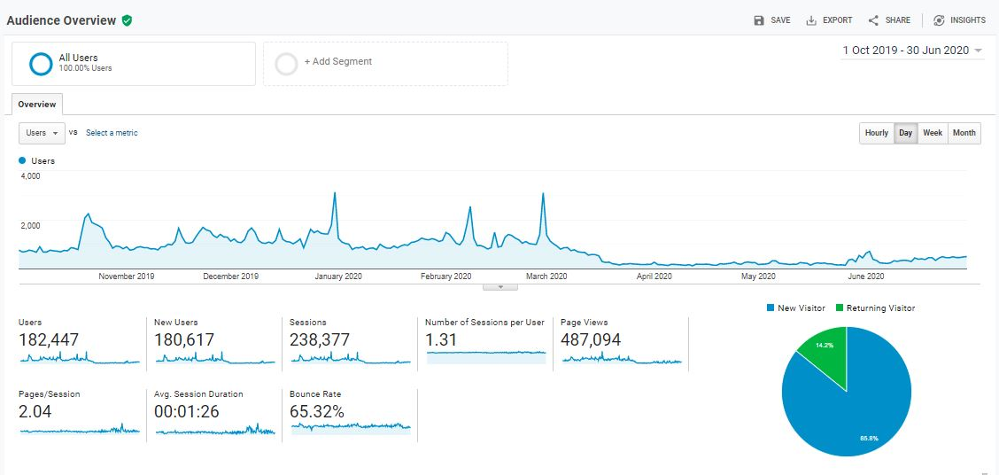 Audience Overview
SAVE
EXPORT
SHARE
INSIGHTS
All Users
100.00% Users
+ Add Segment
1 Oct 2019 - 30 Jun 2020
Overview
Users
vs
Select a metric
Hourly
Day
Week
Month
Users
4,000
2,000
November 2019
December 2019
January 2020
February 2020
March 2020
April 2020
May 2020
June 2020
New Visitor
Returning Visitor
Users
182,447
New Users
180,617
Sessions
238,377
Number of Sessions per User
1.31
Page Views
487,094
Pages/Session
2.04
Avg. Session Duration
00:01:26
Bounce Rate
65.32%
14.2%
85.8%